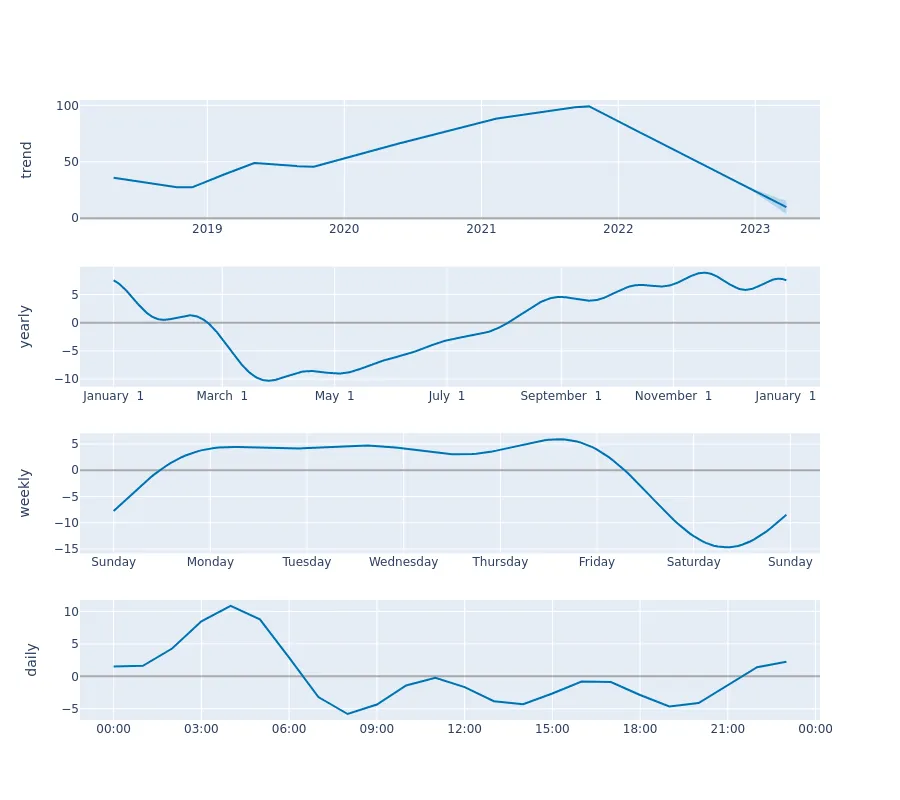 trend
100
50
0
2019 2020 2021 2022 2023
yearly
5
0
−5
−10
January 1 March 1 May 1 July 1 September 1 November 1 January 1
weekly
5
0
−5
−10
−15
Sunday Monday Tuesday Wednesday Thursday Friday Saturday Sunday
daily
10
5
0
−5
00:00 03:00 06:00 09:00 12:00 15:00 18:00 21:00 00:00